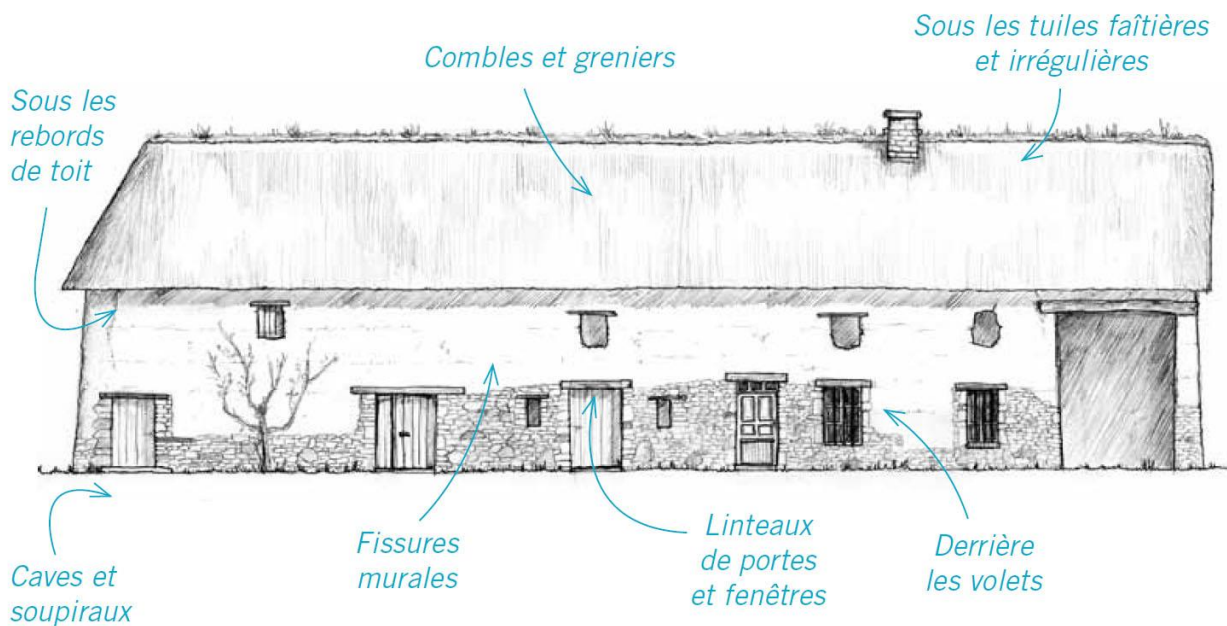 Sous les tuiles faîtières
et irrégulières
Combles et greniers
Sous les
rebords
de toit
Fissures
murales
Linteaux
de portes
et fenêtres
Derrière
les volets
Caves et
soupiraux